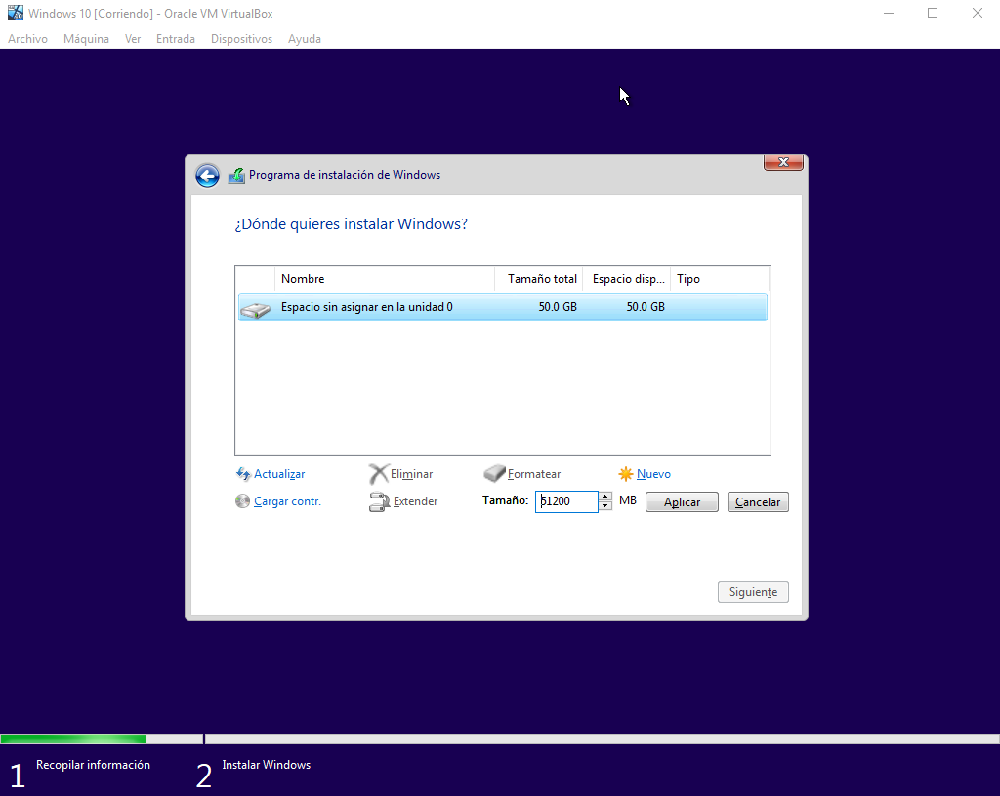 Windows 10 [Corriendo] - Oracle VM VirtualBox
Archivo Máquina Ver Entrada Dispositivos Ayuda
Programa de instalación de Windows
¿Dónde quieres instalar Windows?
Nombre Tamaño total Espacio disp... Tipo
Espacio sin asignar en la unidad 0 50.0 GB 50.0 GB
Actualizar Eliminar Formatear Nuevo
Cargar contr. Extender Tamaño: 51200 MB Aplicar Cancelar
Siguiente
1 Recopilar información 2 Instalar Windows